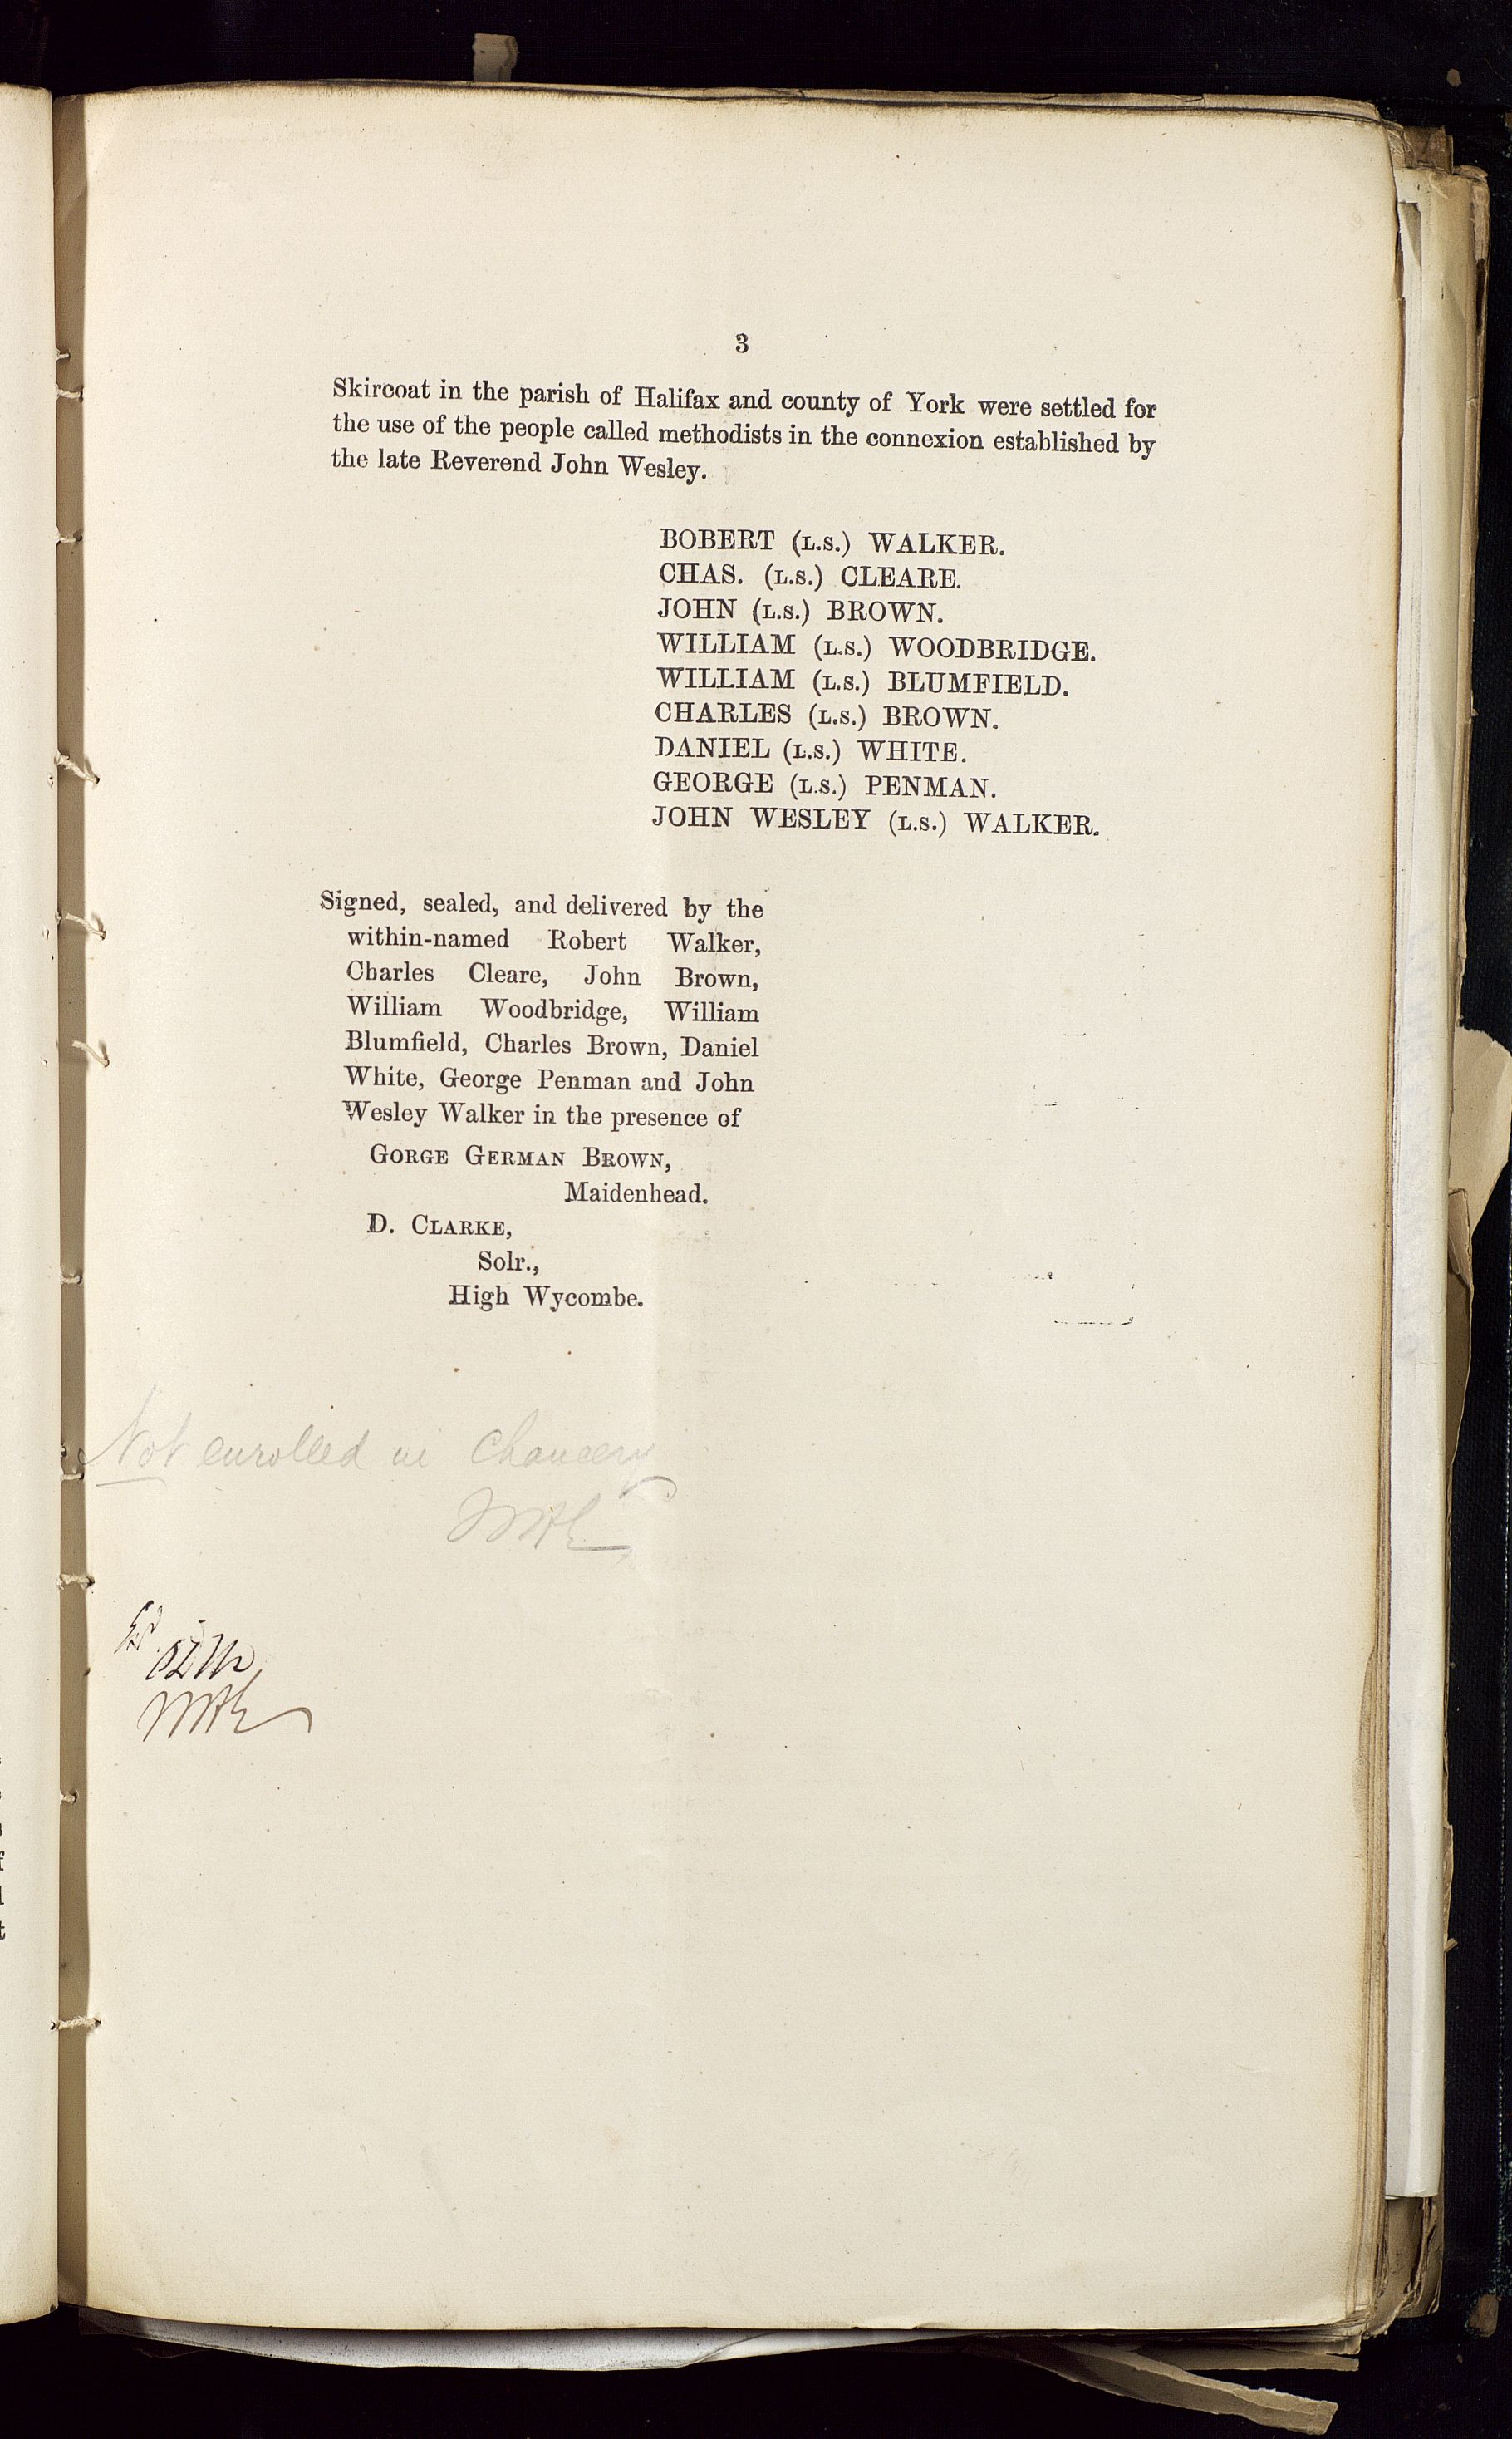 3
Skircoat in the parish of Halifax and county of York were settled for
the use of the people called methodists in the connexion established by
the late Reverend John Wesley.
BOBERT (L.S.) WALKER.
CHAS. (L.S.) CLEARE.
JOHN (L.S.) BROWN.
WILLIAM (L.S.) WOODBRIDGE.
WILLIAM (L.S.) BLUMFIELD.
CHARLES (L.S.) BROWN.
DANIEL (L.S.) WHITE.
GEORGE (L.S.) PENMAN.
JOHN WESLEY (L.S.) WALKER.
Signed, sealed, and delivered by the
within-named Robert Walker,
Charles Cleare, John Brown,
William Woodbridge, William
Blumfield, Charles Brown, Daniel
White, George Penman and John
Wesley Walker in the presence of
GORGE GERMAN BROWN,
Maidenhead.
D. CLARKE,
Solr.,
High Wycombe.
Not enrolled in Chancery